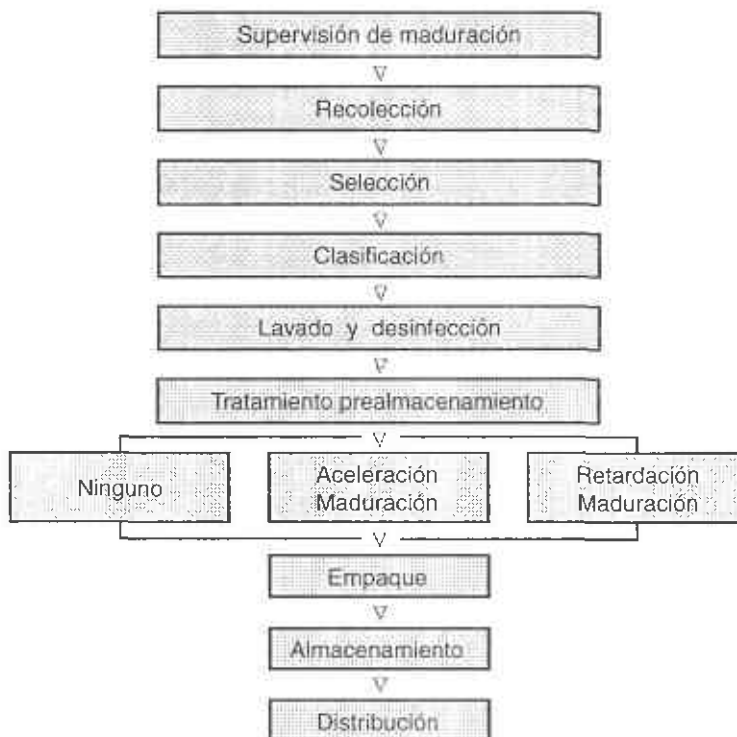 Supervisión de maduración
Recolección
Selección
Clasificación
Lavado y desinfección
Tratamiento prealmacenamiento
Ninguno
Aceleración
Maduración
Retardación
Maduración
Empaque
Almacenamiento
Distribución